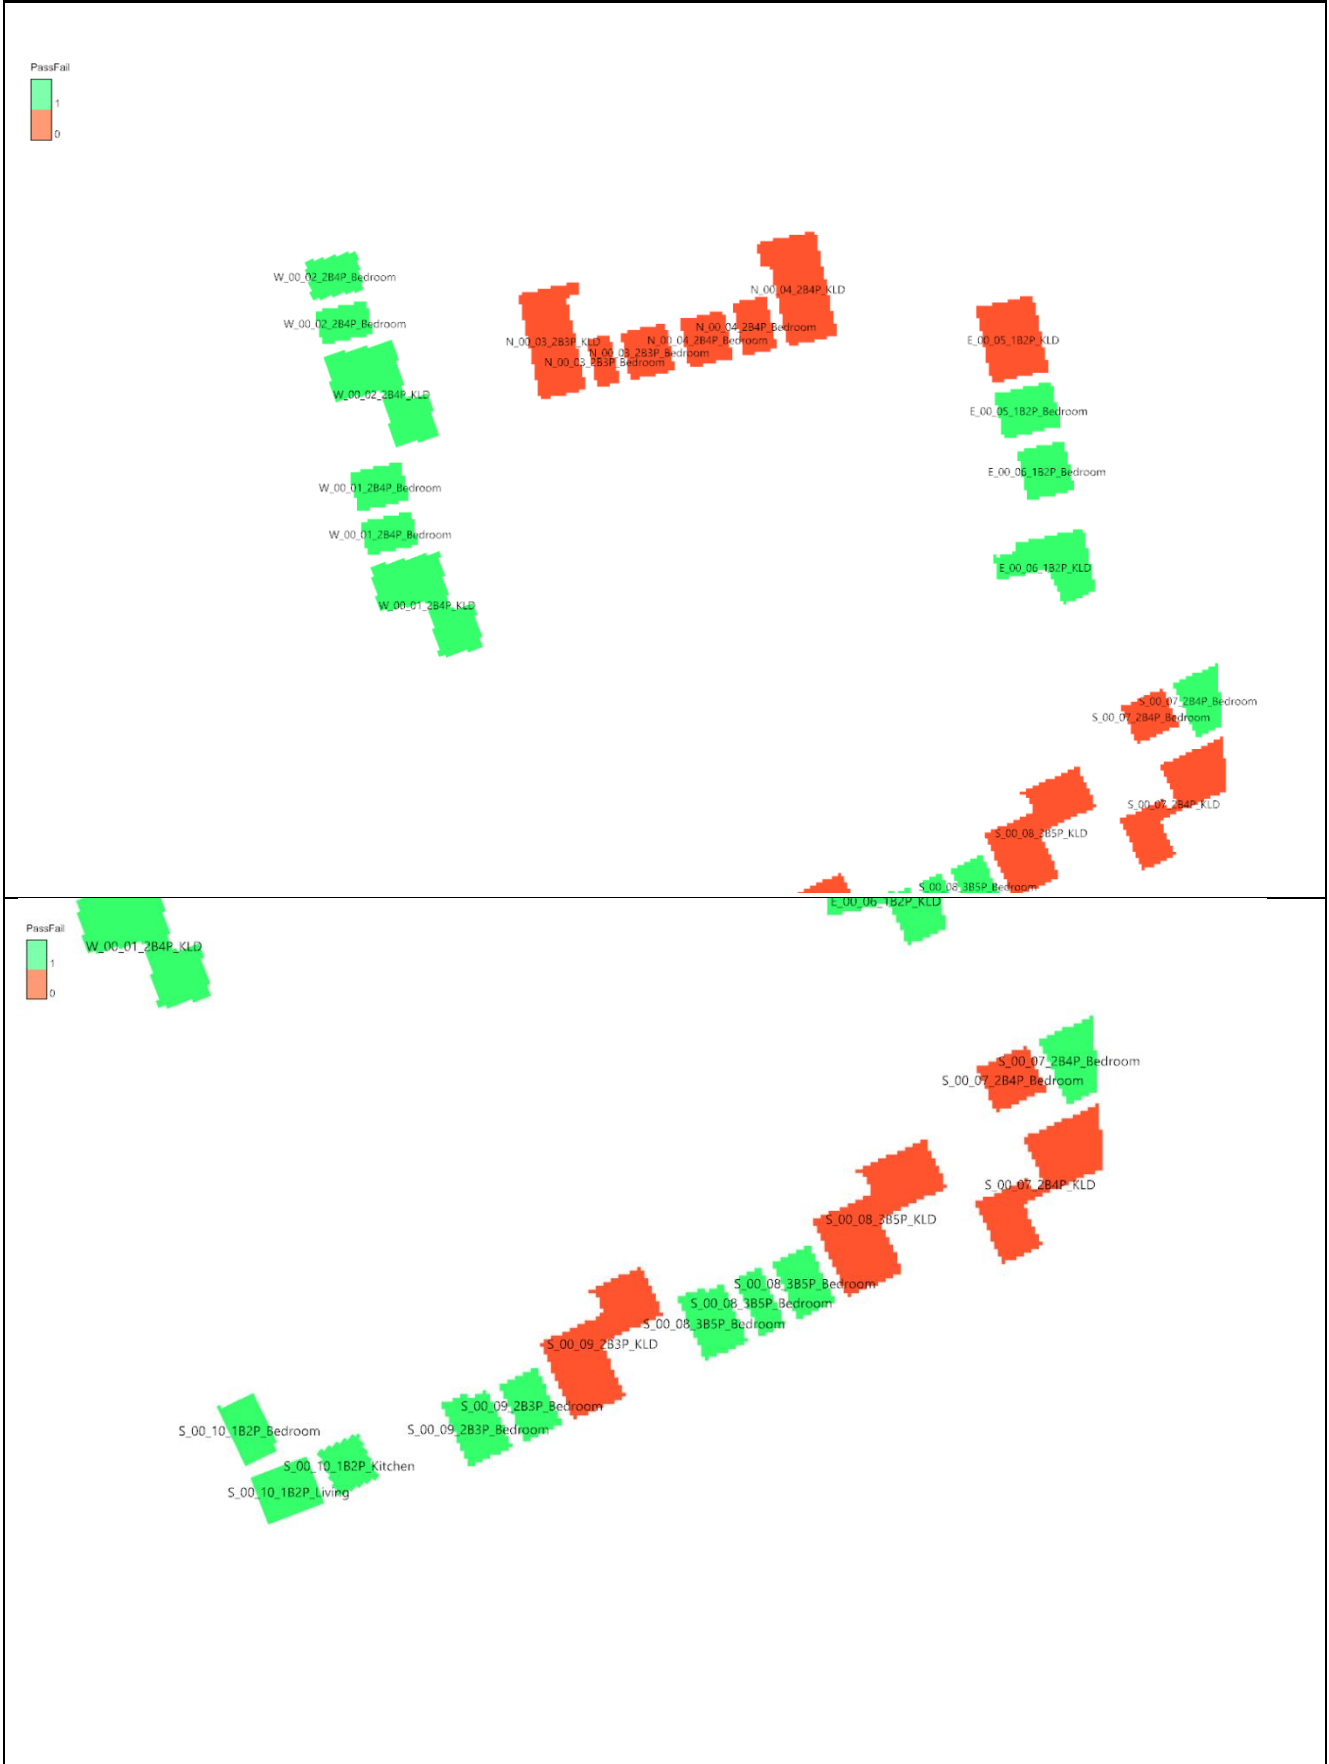 PassFail
1
0
W_00_02_2B4P_Bedroom
W_00_02_2B4P_Bedroom
W_00_02_2B4P_KLD
W_00_01_2B4P_Bedroom
W_00_01_2B4P_Bedroom
W_00_01_2B4P_KLD
N_00_04_2B4P_KLD
N_00_04_2B4P_Bedroom
N_00_04_2B4P_Bedroom
N_00_03_2B3P_KLD
N_00_03_2B3P_Bedroom
N_00_03_2B3P_Bedroom
E_00_05_1B2P_KLD
E_00_05_1B2P_Bedroom
E_00_06_1B2P_Bedroom
E_00_06_1B2P_KLD
S_00_07_2B4P_Bedroom
S_00_07_2B4P_Bedroom
S_00_07_2B4P_KLD
S_00_08_3B5P_KLD
S_00_08_3B5P_Bedroom
E_00_06_1B2P_KLD
PassFail
1
0
W_00_01_2B4P_KLD
S_00_07_2B4P_Bedroom
S_00_07_2B4P_Bedroom
S_00_07_2B4P_KLD
S_00_08_3B5P_KLD
S_00_08_3B5P_Bedroom
S_00_08_3B5P_Bedroom
S_00_08_3B5P_Bedroom
S_00_09_2B3P_KLD
S_00_09_2B3P_Bedroom
S_00_09_2B3P_Bedroom
S_00_10_1B2P_Bedroom
S_00_10_1B2P_Kitchen
S_00_10_1B2P_Living